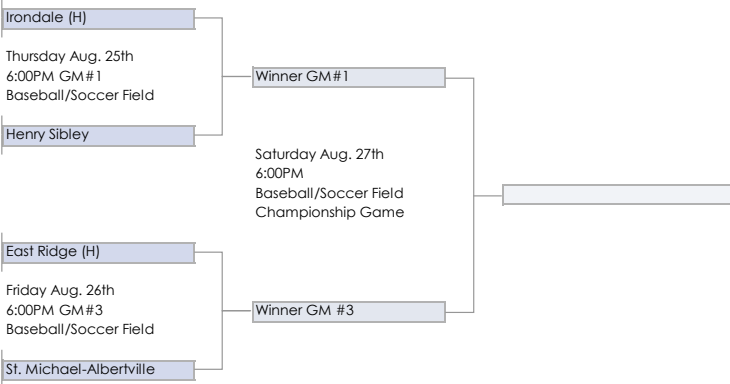 Irondale (H)
Thursday Aug. 25th
6:00PM GM#1
Baseball/Soccer Field
Winner GM#1
Henry Sibley
Saturday Aug. 27th
6:00PM
Baseball/Soccer Field
Championship Game
East Ridge (H)
Friday Aug. 26th
6:00PM GM#3
Baseball/Soccer Field
Winner GM #3
St. Michael-Albertville